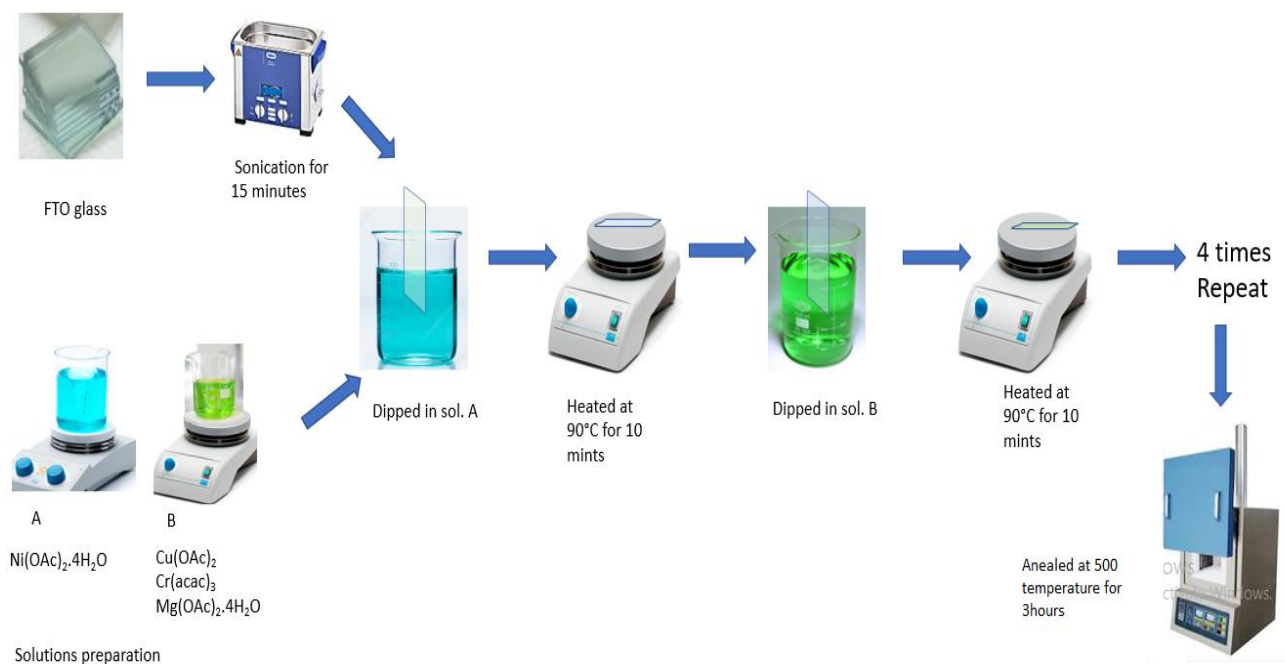 FTO glass
Sonication for
15 minutes
Dipped in sol. A
Heated at
90°C for 10
mints
Dipped in sol. B
Heated at
90°C for 10
mints
4 times
Repeat
A
Ni(OAc)₂.4H₂O
B
Cu(OAc)₂
Cr(acac)₃
Mg(OAc)₂.4H₂O
Solutions preparation
Anealed at 500
temperature for
3hours